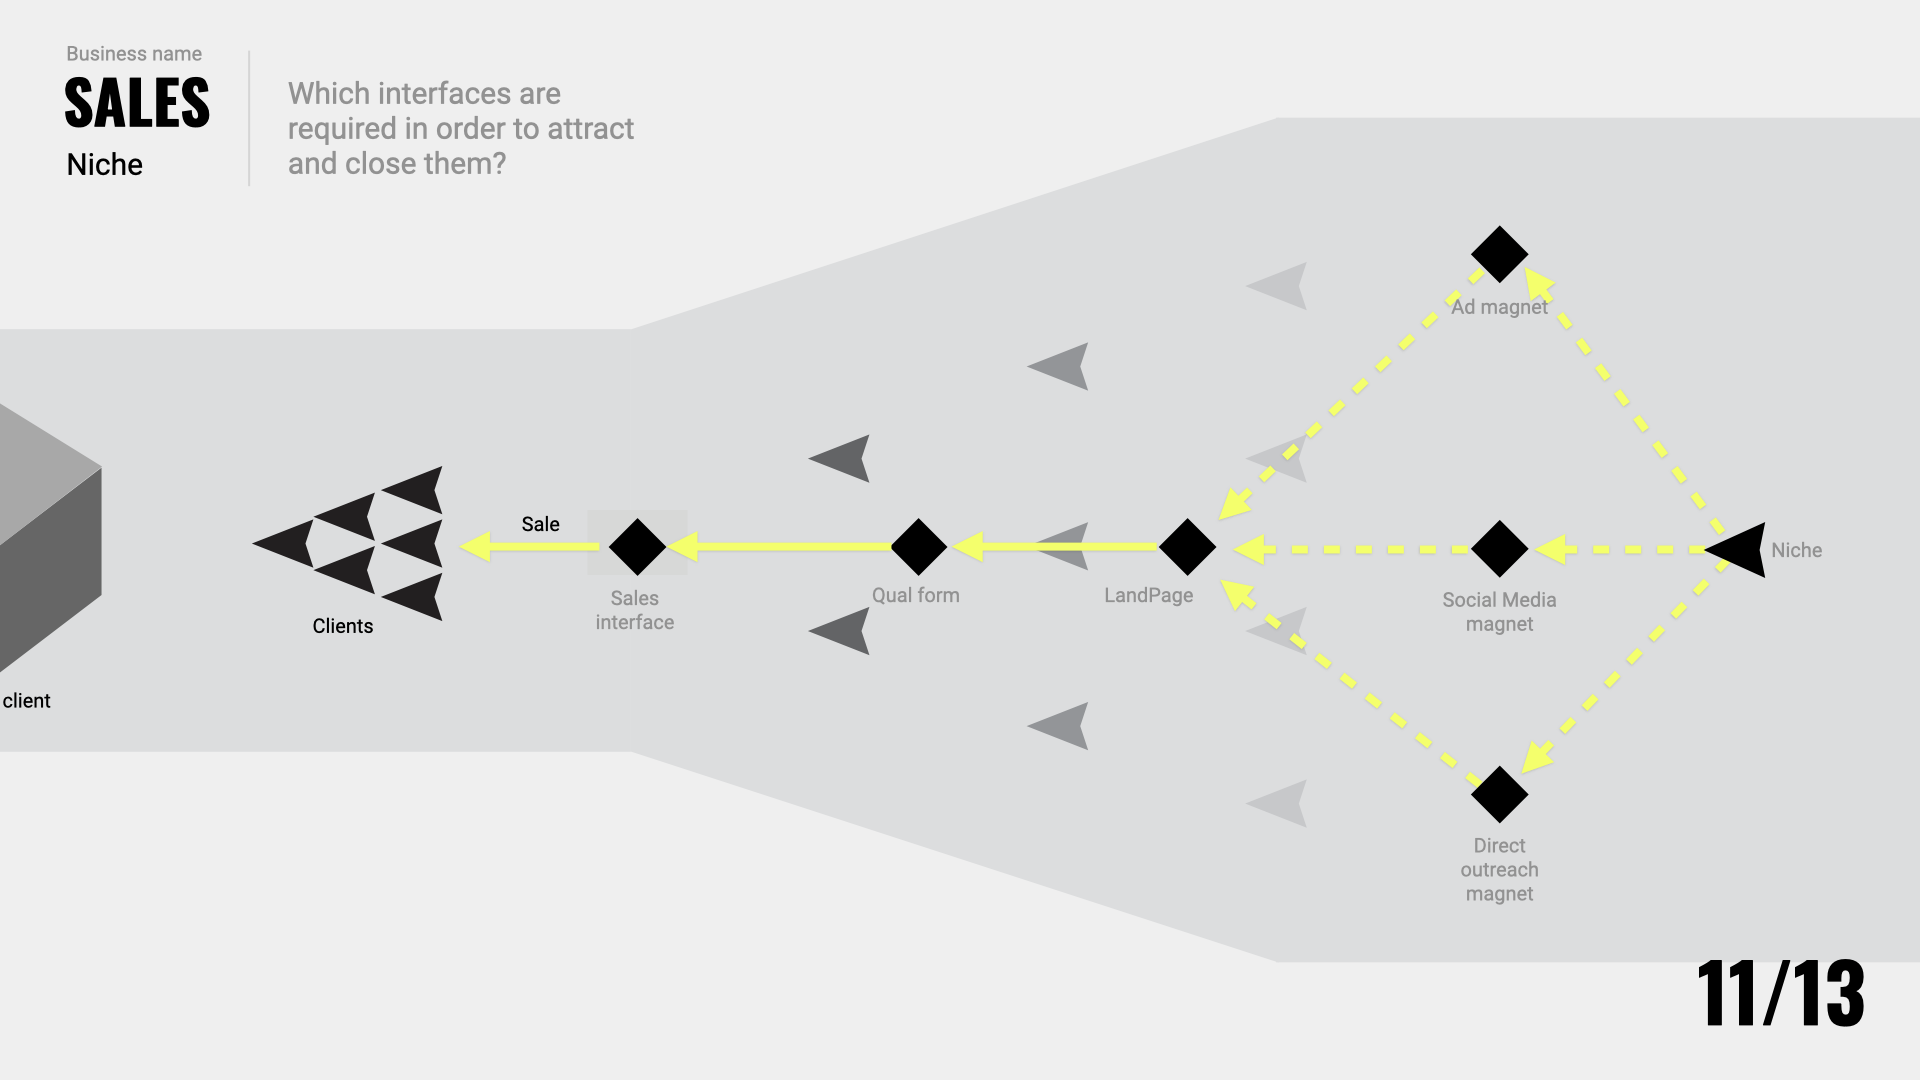 Business name
SALES
Niche
Which interfaces are
required in order to attract
and close them?
Ad magnet
Sale
Niche
Clients
Sales
interface
Qual form
LandPage
Social Media
magnet
client
Direct
outreach
magnet
11/13